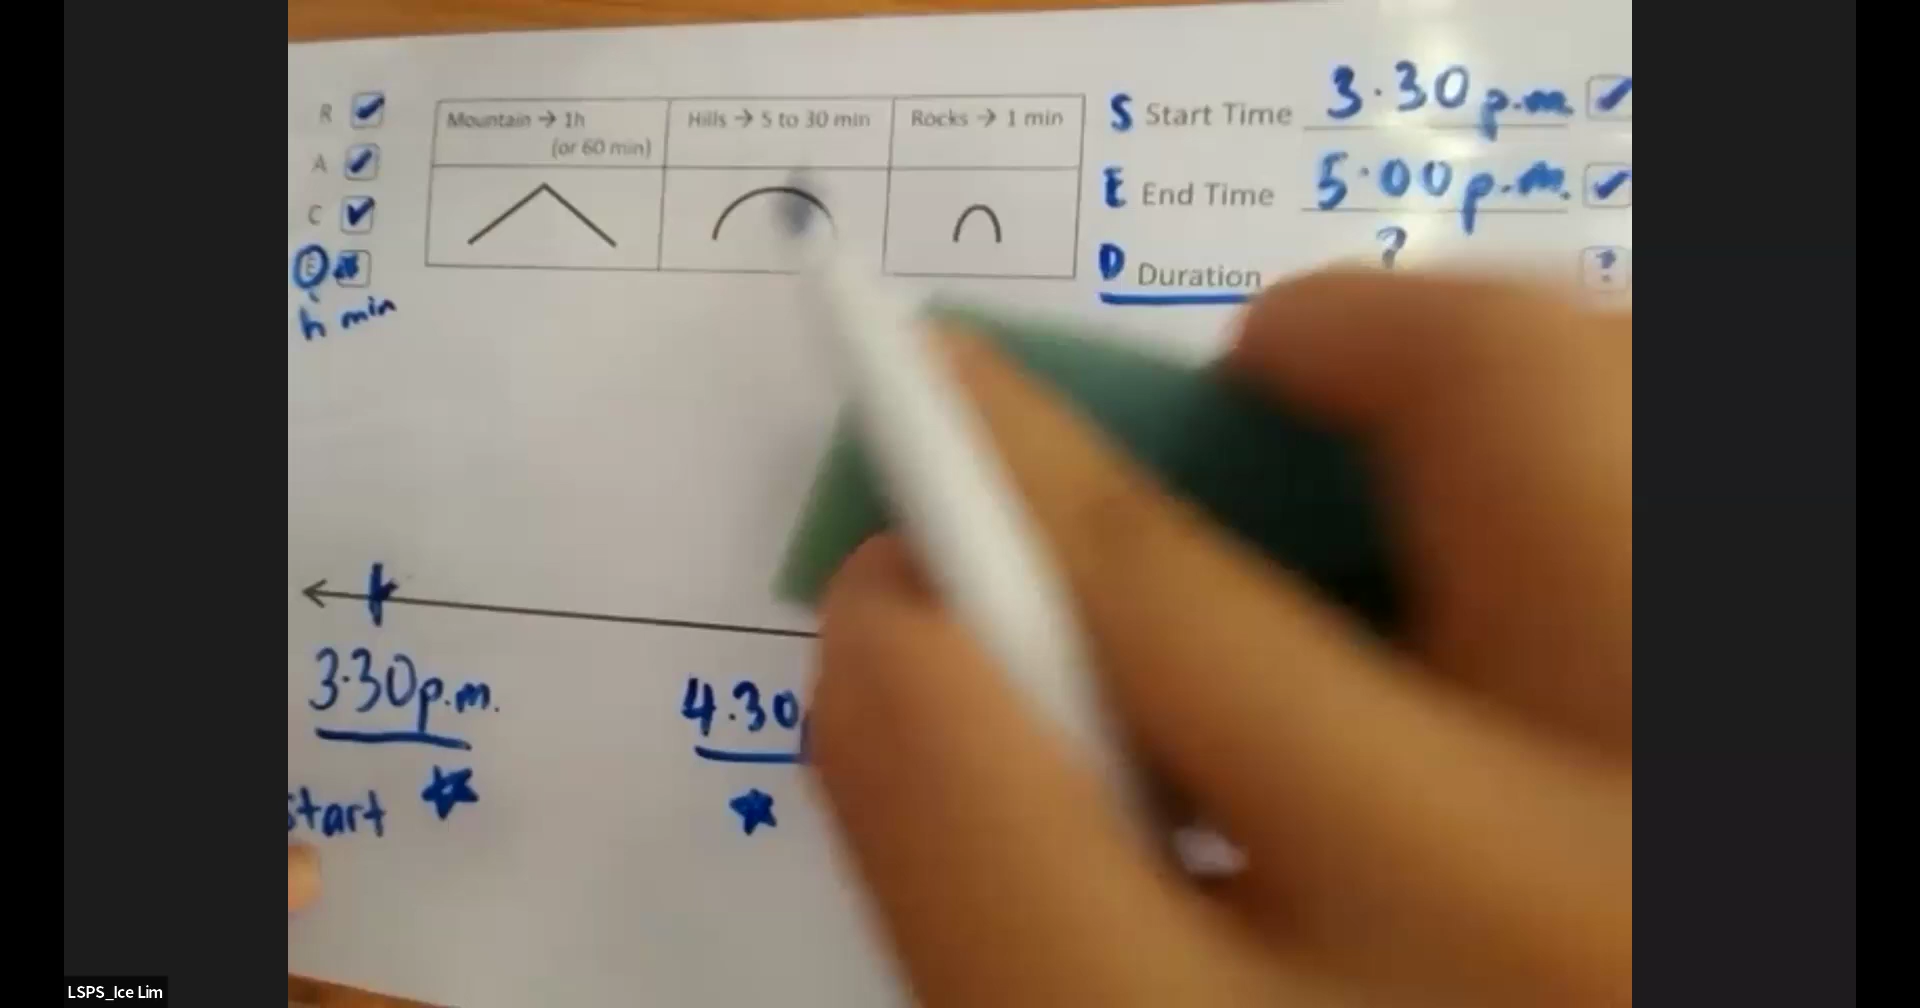 R
A
C
E
h min
Mountain → 1h
(or 60 min)
Hills → 5 to 30 min
Rocks → 1 min
S Start Time 3.30 p.m.
E End Time 5.00 p.m.
D Duration ?
?
3.30 p.m.
4.30
start
LSPS_Ice Lim